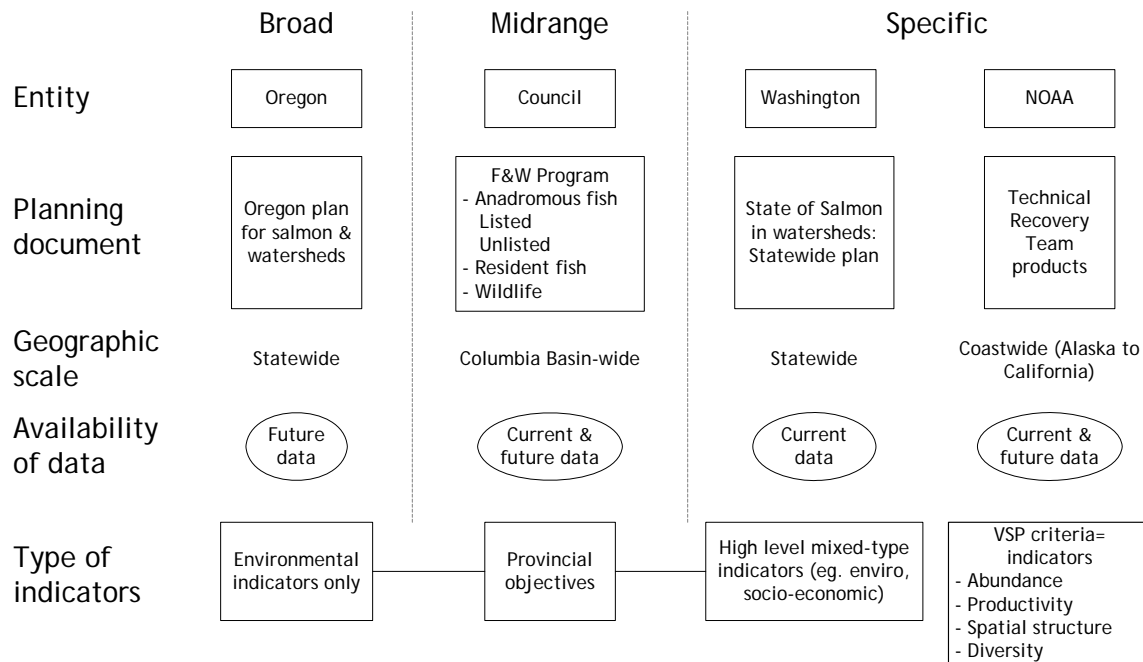 Broad
Midrange
Specific
Entity
Oregon
Council
Washington
NOAA
Planning
document
Oregon plan
for salmon &
watersheds
F&W Program
- Anadromous fish
Listed
Unlisted
- Resident fish
- Wildlife
State of Salmon
in watersheds:
Statewide plan
Technical
Recovery
Team
products
Geographic
scale
Statewide
Columbia Basin-wide
Statewide
Coastwide (Alaska to
California)
Availability
of data
Future
data
Current &
future data
Current
data
Current &
future data
Type of
indicators
Environmental
indicators only
Provincial
objectives
High level mixed-type
indicators (eg. enviro,
socio-economic)
VSP criteria=
indicators
- Abundance
- Productivity
- Spatial structure
- Diversity